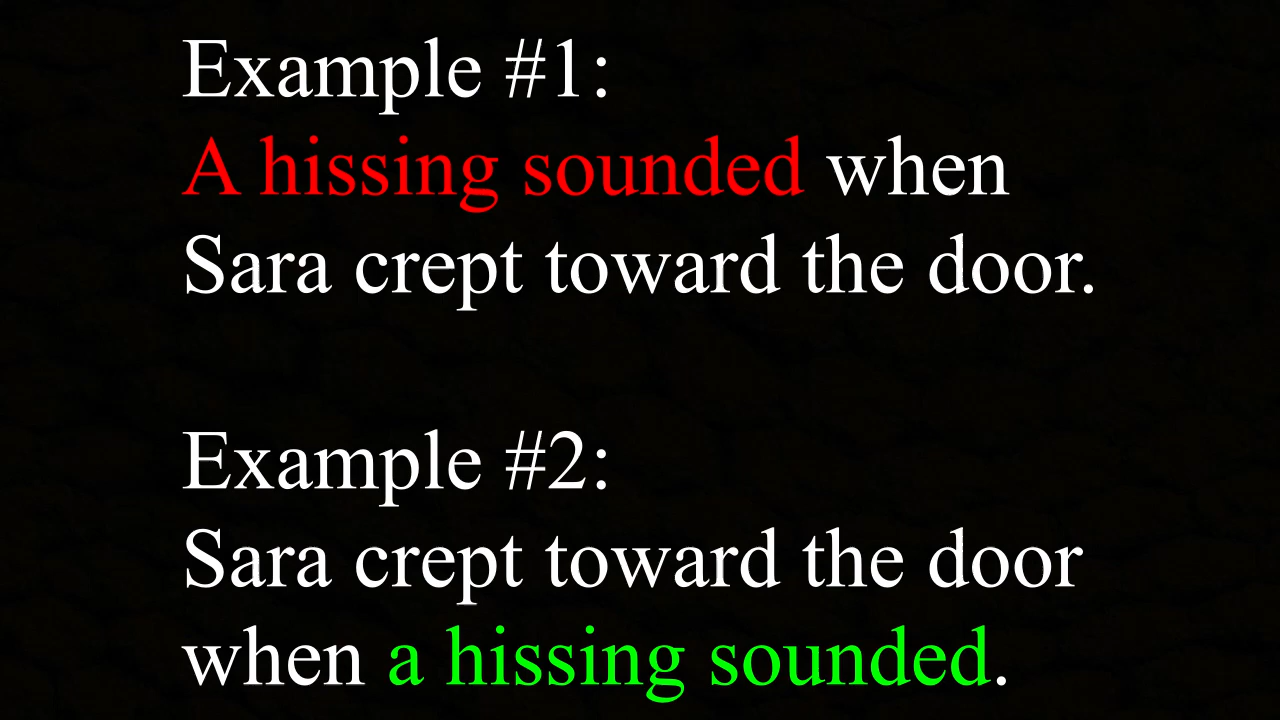 Example #1:
A hissing sounded when
Sara crept toward the door.
Example #2:
Sara crept toward the door
when a hissing sounded.